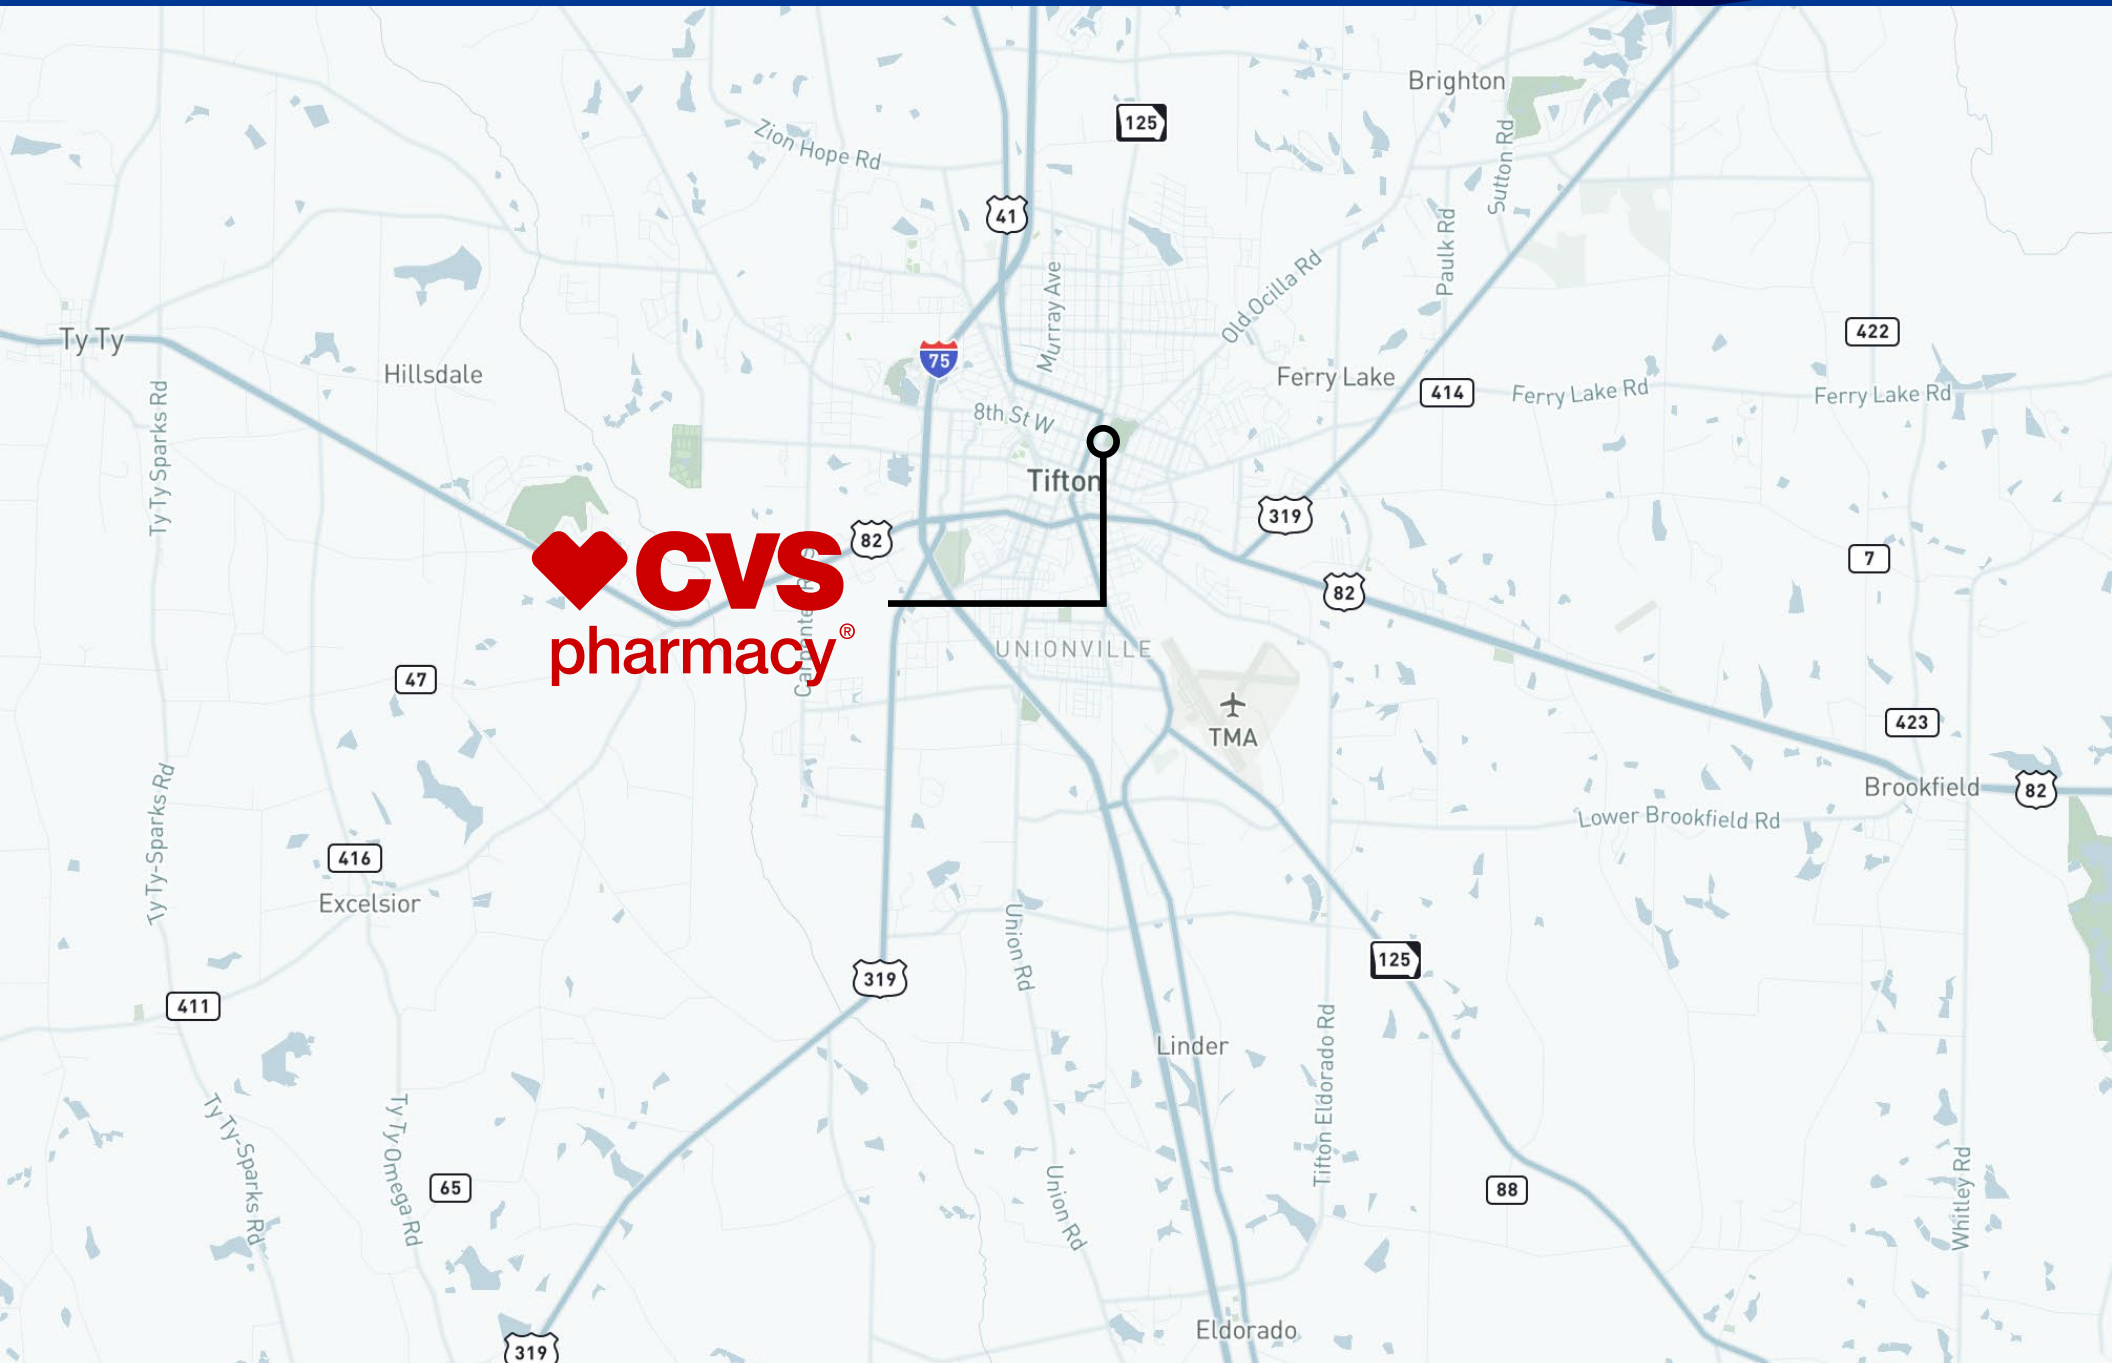 Brighton
125
Zion Hope Rd
Sutton Rd
41
Paulk Rd
Old Ocilla Rd
Murray Ave
Ty Ty
422
75
Hillsdale
Ferry Lake
414
Ferry Lake Rd
Ferry Lake Rd
8th St W
Ty Ty Sparks Rd
Tifton
319
82
7
CVS
pharmacy®
82
UNIONVILLE
47
TMA
423
Brookfield
82
Lower Brookfield Rd
Ty Ty-Sparks Rd
416
Excelsior
Union Rd
125
319
411
Linder
Tifton Eldorado Rd
Ty Ty-Sparks Rd
Ty Ty Omega Rd
65
Union Rd
88
Whitley Rd
Eldorado
319